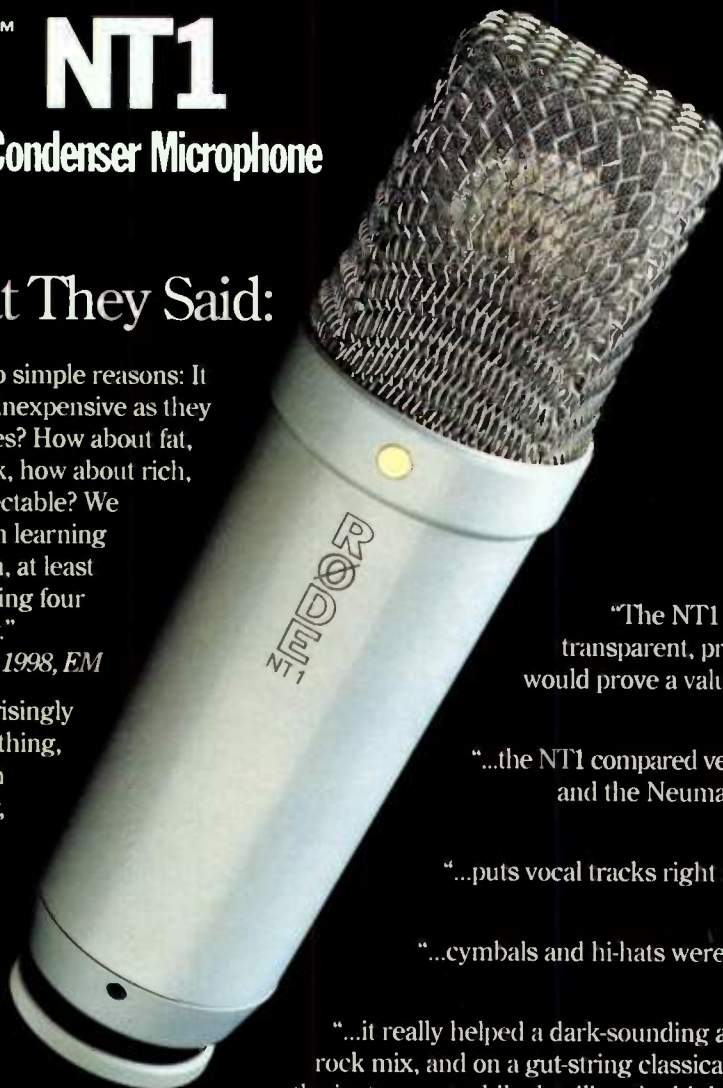 TM NT1
Condenser Microphone
t They Said:
o simple reasons: It
nexpensive as they
es? How about fat,
k, how about rich,
ectable? We
n learning
n, at least
ing four
."
1998, EM
risingly
thing,
n
,
RØDE
NT1
"The NT1
transparent, pr
would prove a valu
"...the NT1 compared ve
and the Neuma
"...puts vocal tracks right
"...cymbals and hi-hats were
"...it really helped a dark-sounding a
rock mix, and on a gut-string classica